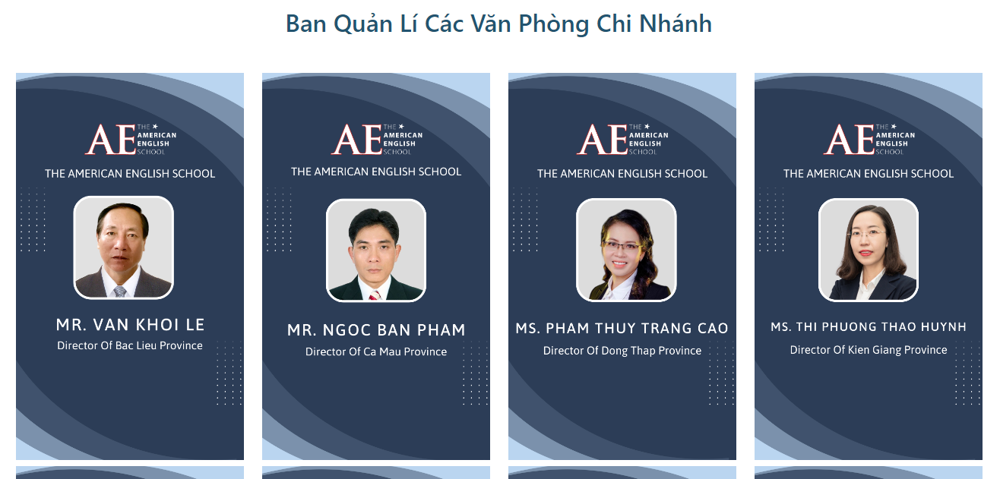 Ban Quản Lí Các Văn Phòng Chi Nhánh
AE THE AMERICAN ENGLISH SCHOOL
THE AMERICAN ENGLISH SCHOOL
MR. VAN KHOI LE
Director Of Bac Lieu Province
AE THE AMERICAN ENGLISH SCHOOL
THE AMERICAN ENGLISH SCHOOL
MR. NGOC BAN PHAM
Director Of Ca Mau Province
AE THE AMERICAN ENGLISH SCHOOL
THE AMERICAN ENGLISH SCHOOL
MS. PHAM THUY TRANG CAO
Director Of Dong Thap Province
AE THE AMERICAN ENGLISH SCHOOL
THE AMERICAN ENGLISH SCHOOL
MS. THI PHUONG THAO HUYNH
Director Of Kien Giang Province